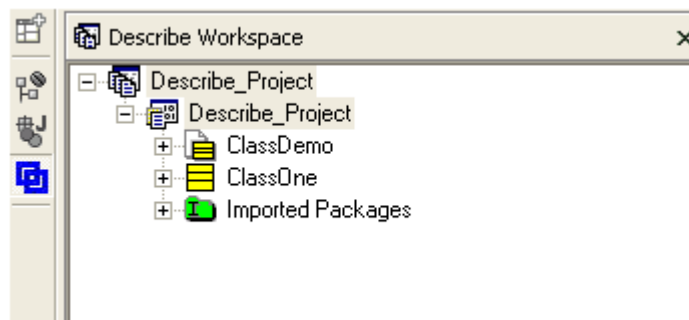 Describe Workspace
Describe_Project
Describe_Project
ClassDemo
ClassOne
Imported Packages